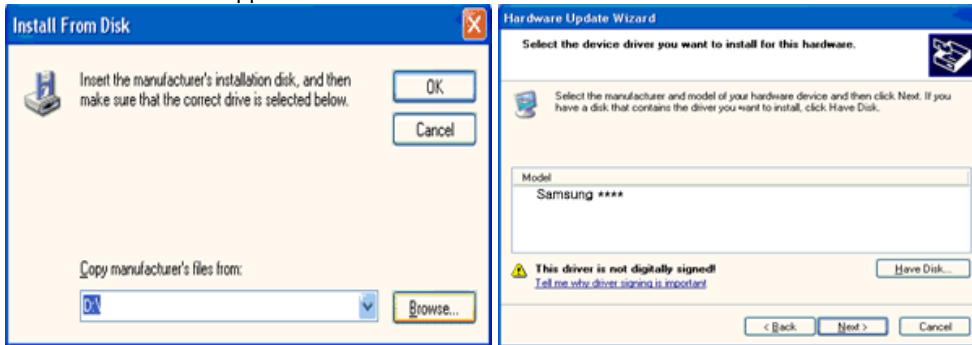 Install From Disk
Insert the manufacturer's installation disk, and then
make sure that the correct drive is selected below.
OK
Cancel
Copy manufacturer's files from:
D:\
Browse...
Hardware Update Wizard
Select the device driver you want to install for this hardware.
Select the manufacturer and model of your hardware device and then click Next. If you
have a disk that contains the driver you want to install, click Have Disk.
Model
Samsung ****
This driver is not digitally signed!
Tell me why driver signing is important
Have Disk...
< Back
Next >
Cancel